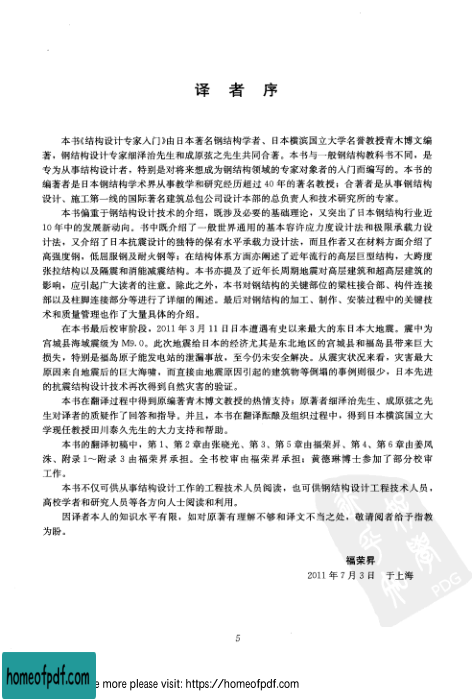 译 者 序
本书《结构设计专家入门》由日本著名钢结构学者、日本横滨国立大学名誉教授青木博文编
著,钢结构设计专家细泽治先生和成原弦之先生共同合著。本书与一般钢结构教科书不同,是
专为从事结构设计者,特别是对将来想成为钢结构领域的专家对象者的入门而编写的。本书的
编著者是日本钢结构学术界从事教学和研究经历超过 40 年的著名教授;合著者是从事钢结构设
计、施工第一线的国际著名建筑总包公司设计本部的总负责人和技术研究所的专家。
本书偏重于钢结构设计技术的介绍,既涉及必要的基础理论,又突出了日本钢结构行业近
10 年中的发展新动向。书中既介绍了一般世界通用的基本容许应力度设计法和极限承载力设
计法,又介绍了日本抗震设计的独特的保有水平承载力设计法,而且作者又在材料方面介绍了
高强度钢,低屈服钢及耐火钢等;在结构体系方面亦阐述了近年流行的高层巨型结构,大跨度
张拉结构以及隔震和消能减震结构。本书亦提及了近年长周期地震对高层建筑和超高层建筑的
影响,应引起广大读者的注意。除此之外,本书对钢结构的关键部位的梁柱接合部、构件连接
部以及柱脚连接部分等进行了详细的阐述。最后对钢结构的加工、制作、安装过程中的关键技
术和质量管理也作了大量具体的介绍。
在本书最后校审阶段,2011 年 3 月 11 日日本遭遇有史以来最大的东日本大地震。震中为
宫城县海域震级为 M9.0。此次地震给日本的经济尤其是东北地区的宫城县和福岛县带来巨大
损失,特别是福岛原子能发电站的泄漏事故,至今仍未安全解决。从震灾状况来看,灾害最大
原因来自地震后的巨大海啸,而直接由地震原因引起的建筑物等倒塌的事例则很少,日本先进
的抗震结构设计技术再次得到自然灾害的验证。
本书在翻译过程中得到原编著青木博文教授的热情支持;原著者细泽治先生、成原弦之先
生对译者的质疑作了回答和指导。并且,本书在翻译酝酿及组织过程中,得到日本横滨国立大
学现任教授田川泰久先生的大力支持和帮助。
本书的翻译初稿中,第 1、第 2 章由张晓光、第 3、第 5 章由福荣昇、第 4、第 6 章由姜凤
洙、附录 1~附录 3 由福荣昇承担。全书校审由福荣昇承担;黄德琳博士参加了部分校审
工作。
本书不仅可供从事结构设计工作的工程技术人员阅读,也可供钢结构设计工程技术人员,
高校学者和研究人员等各方向人士阅读和利用。
因译者本人的知识水平有限,如对原著有理解不够和译文不当之处,敬请阅者给于指教
为盼。
福荣昇
2011 年 7 月 3 日 于上海
PDG
5
homeofpdf.com
e more please visit: https://homeofpdf.com